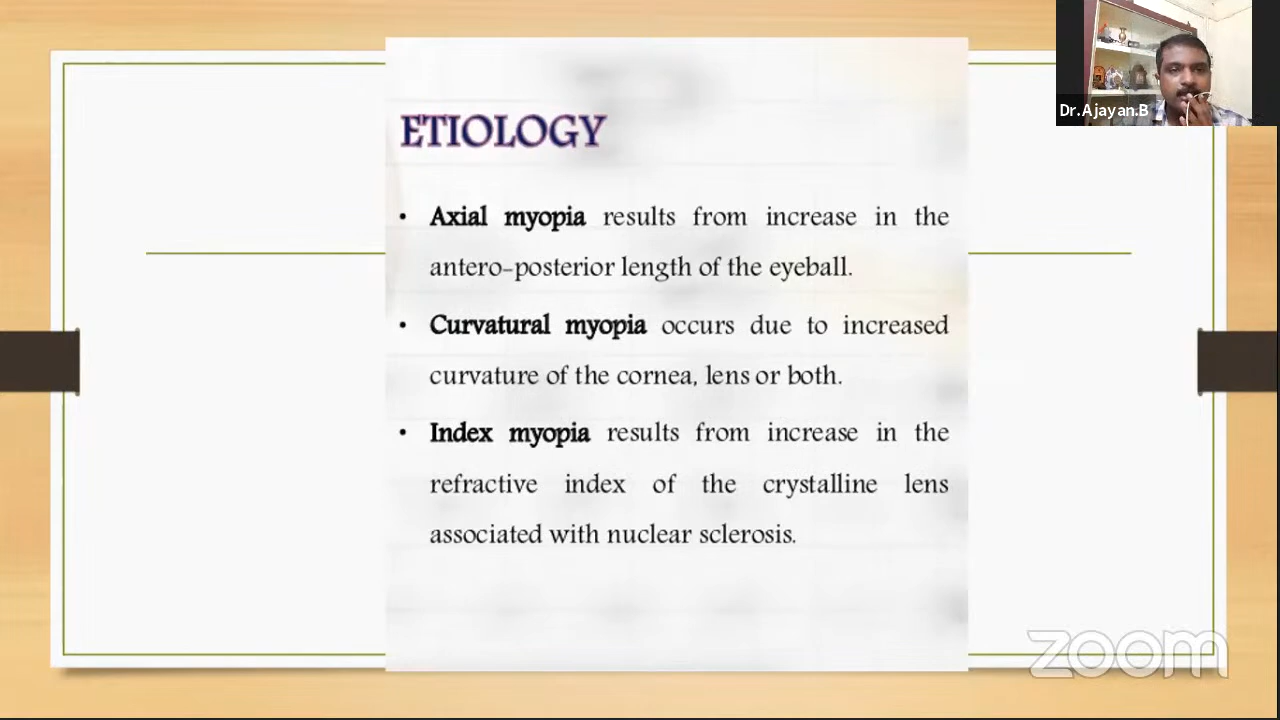 Dr.Ajayan.B
ETIOLOGY
• Axial myopia results from increase in the
antero-posterior length of the eyeball.
• Curvatural myopia occurs due to increased
curvature of the cornea, lens or both.
• Index myopia results from increase in the
refractive index of the crystalline lens
associated with nuclear sclerosis.
zoom